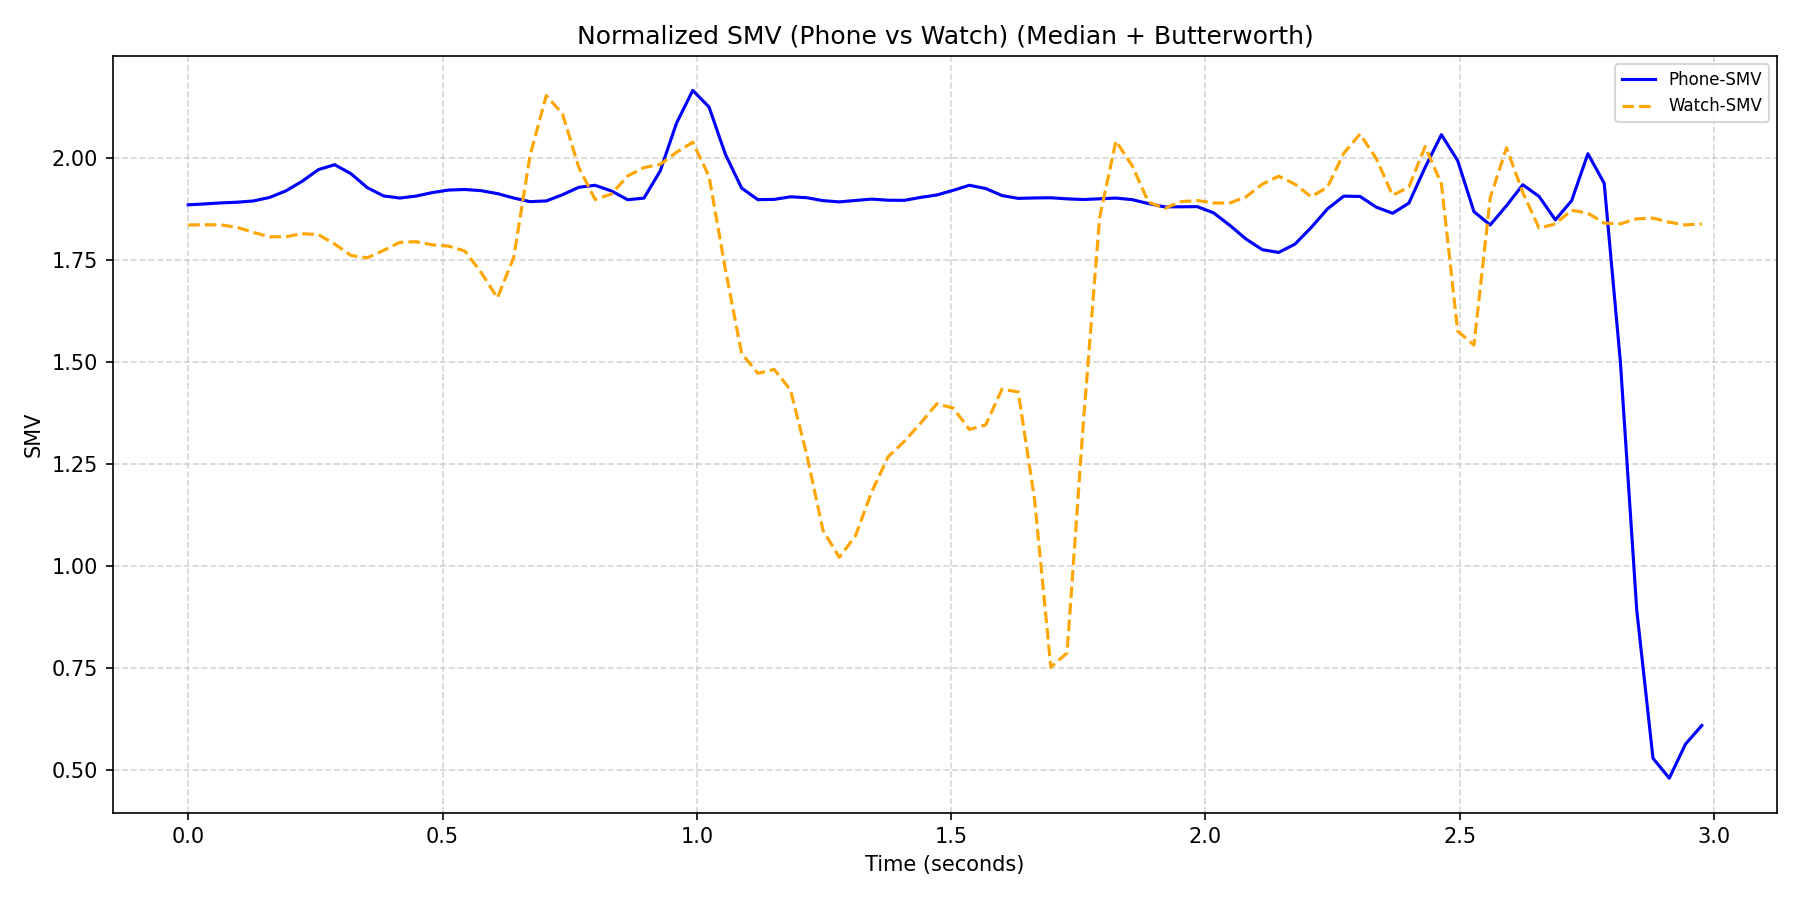 Normalized SMV (Phone vs Watch) (Median + Butterworth)
Phone-SMV
Watch-SMV
2.00
1.75
1.50
1.25
1.00
0.75
0.50
SMV
0.0 0.5 1.0 1.5 2.0 2.5 3.0
Time (seconds)